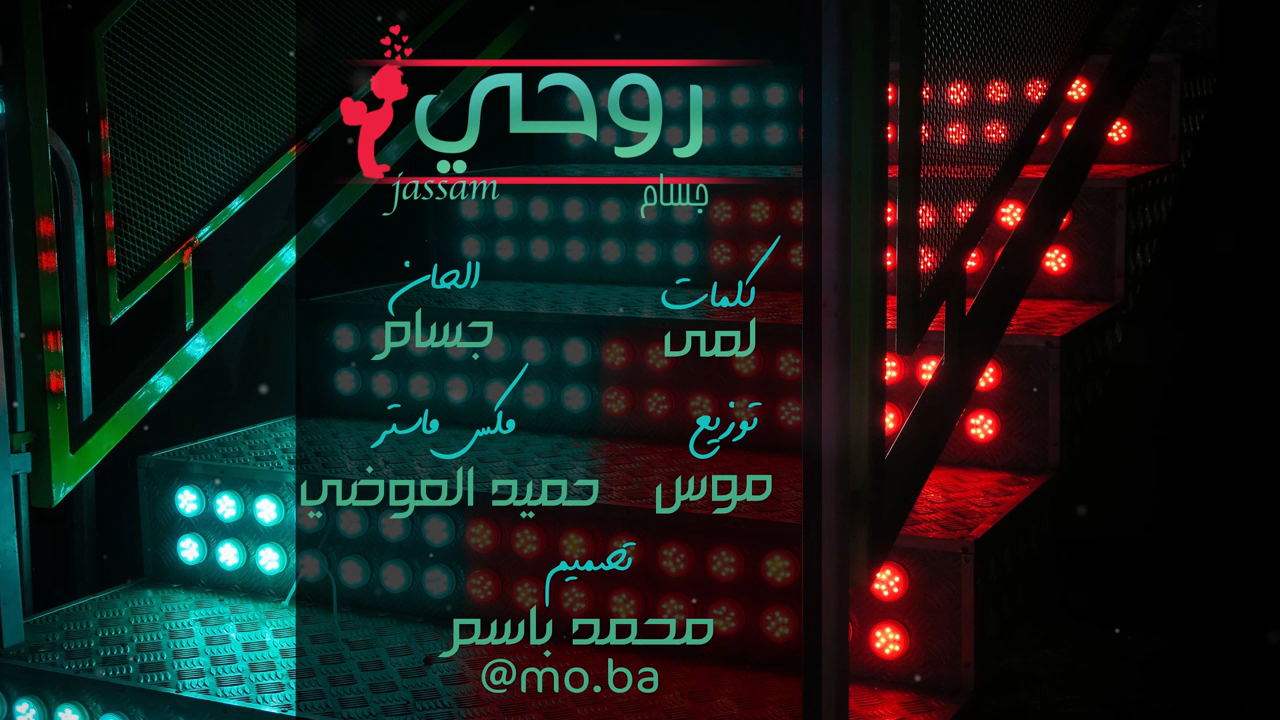 روحي
جسام jassam
كلمات الحان
لمى جسام
توزيع مكس ماستر
موس حميد العوضي
تصميم
محمد باسم
@mo.ba